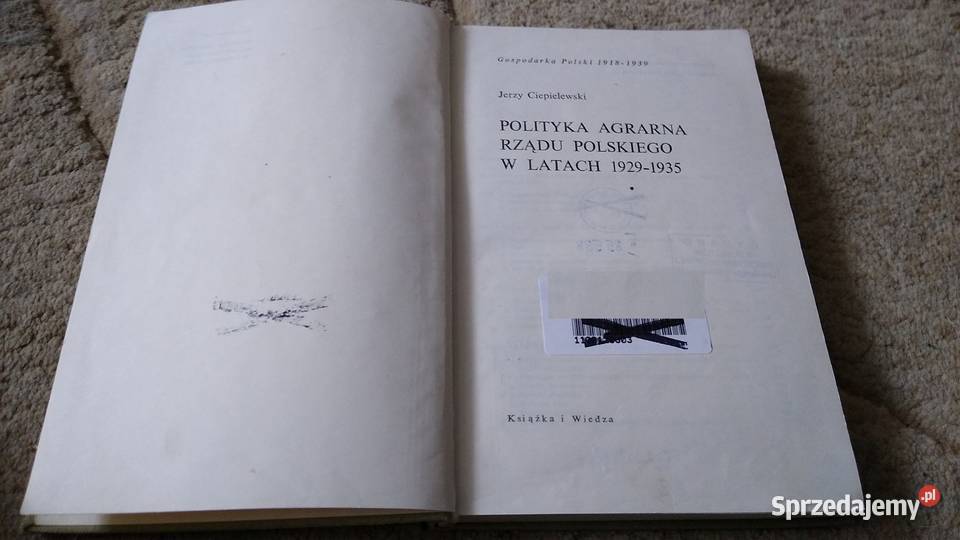 Gospodarka Polski 1918-1939
Jerzy Ciepielewski
POLITYKA AGRARNA
RZĄDU POLSKIEGO
W LATACH 1929-1935
Książka i Wiedza
Sprzedajemy.pl